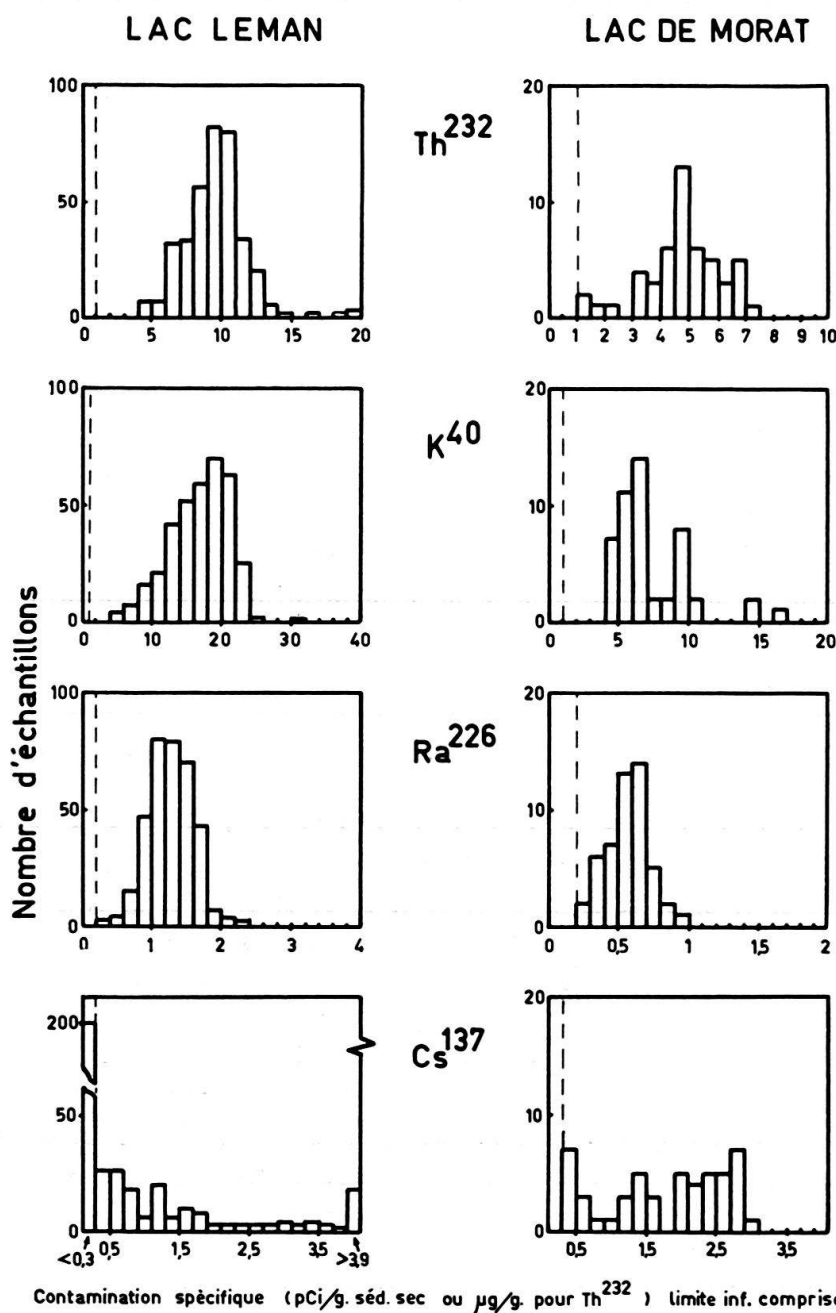 LAC LEMAN LAC DE MORAT
100 50 0
Th232
20 10 0
0 5 10 15 20
0 1 2 3 4 5 6 7 8 9 10
100 50 0
K40
20 10 0
0 10 20 30 40
0 5 10 15 20
Nombre d'échantillons
100 50 0
Ra226
20 10 0
0 1 2 3 4
0 0,5 1 1,5 2
200 50 0
Cs137
20 10 0
<0,3 0,5 1,5 2,5 3,5 >3,9
0,5 1,5 2,5 3,5
Contamination spècifique (pCi/g. séd. sec ou µg/g. pour Th232) limite inf. compris.